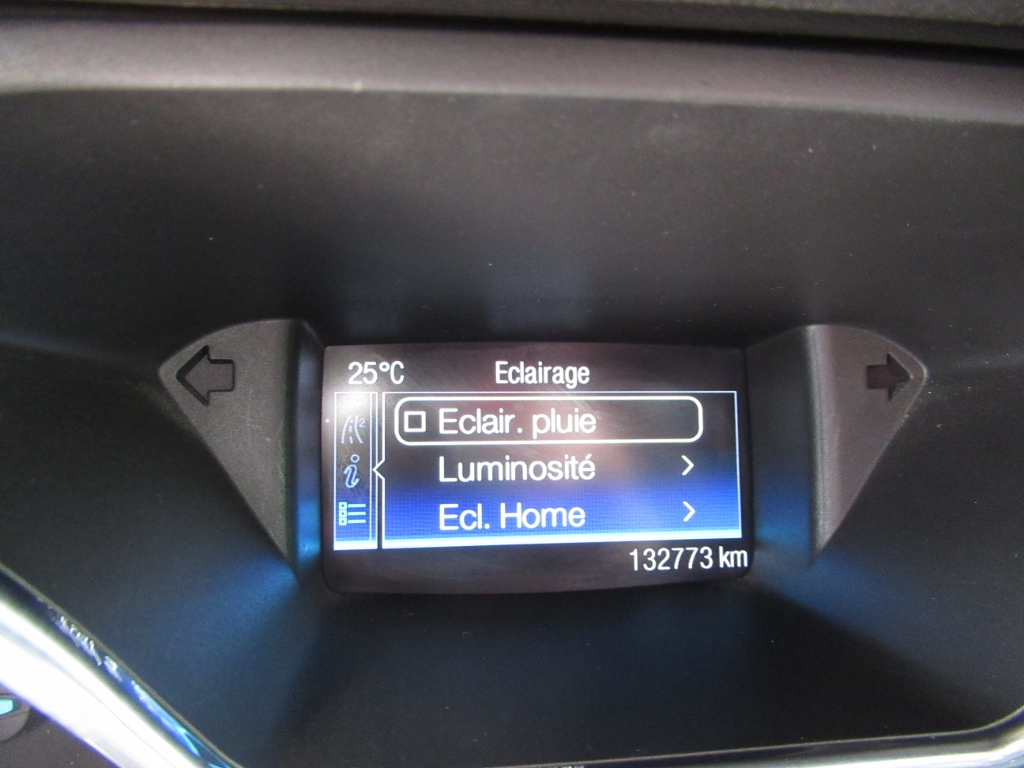 25°C Eclairage
Eclair. pluie
Luminosité
Ecl. Home
132773 km